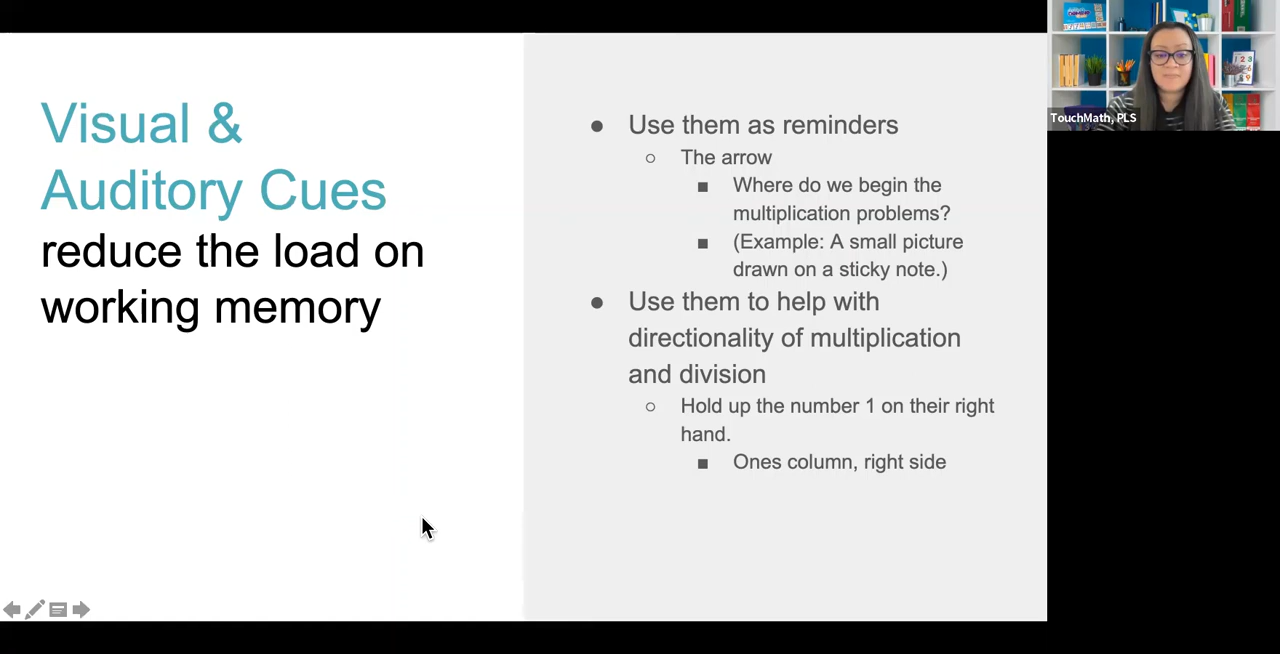 Visual &
Auditory Cues
reduce the load on
working memory
● Use them as reminders
○ The arrow
■ Where do we begin the
multiplication problems?
■ (Example: A small picture
drawn on a sticky note.)
● Use them to help with
directionality of multiplication
and division
○ Hold up the number 1 on their right
hand.
■ Ones column, right side
TouchMath, PLS